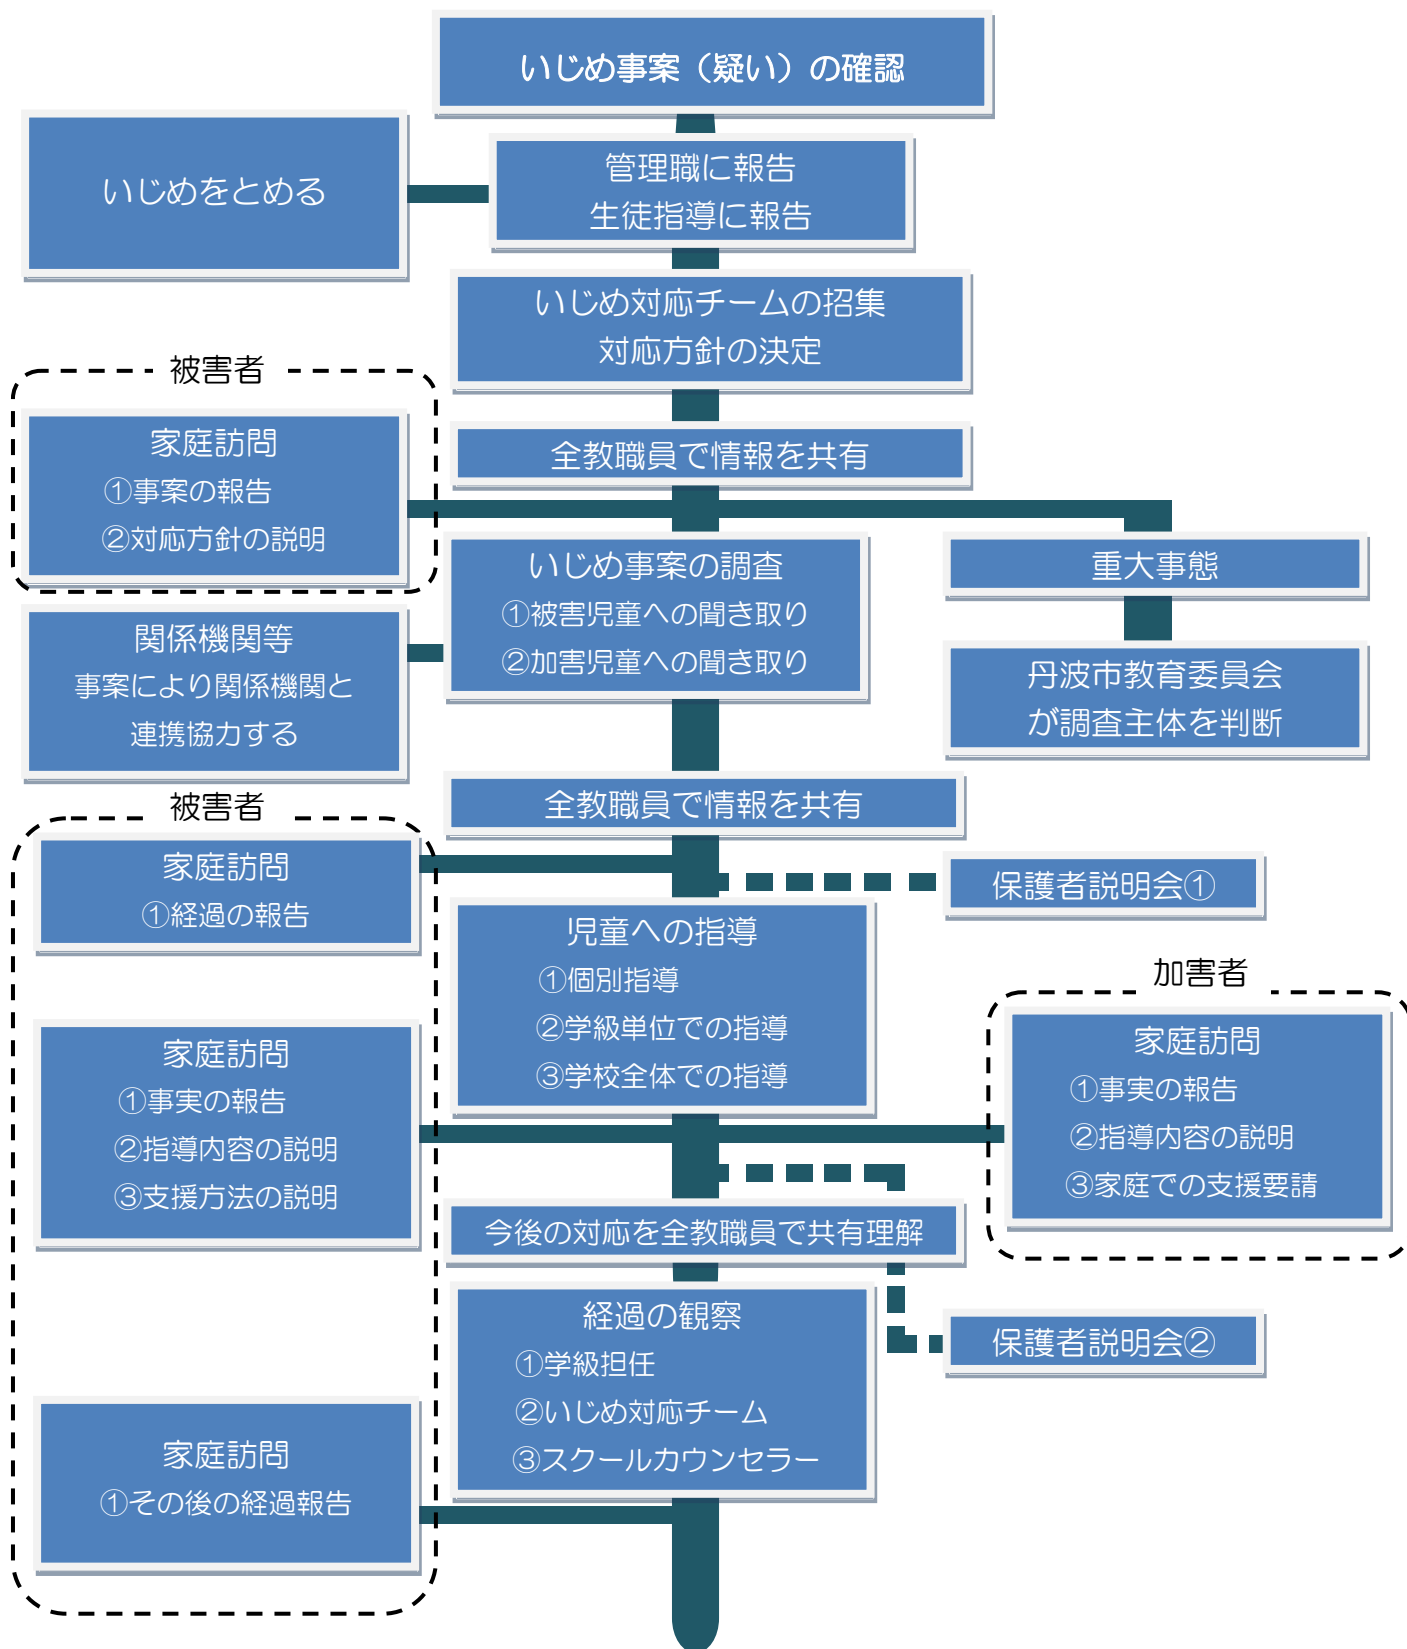 いじめ事案（疑い）の確認
いじめをとめる
管理職に報告
生徒指導に報告
いじめ対応チームの招集
対応方針の決定
被害者
家庭訪問
①事案の報告
②対応方針の説明
全教職員で情報を共有
いじめ事案の調査
①被害児童への聞き取り
②加害児童への聞き取り
重大事態
丹波市教育委員会
が調査主体を判断
関係機関等
事案により関係機関と
連携協力する
全教職員で情報を共有
被害者
家庭訪問
①経過の報告
保護者説明会①
児童への指導
①個別指導
②学級単位での指導
③学校全体での指導
加害者
家庭訪問
①事実の報告
②指導内容の説明
③家庭での支援要請
家庭訪問
①事実の報告
②指導内容の説明
③支援方法の説明
今後の対応を全教職員で共有理解
経過の観察
①学級担任
②いじめ対応チーム
③スクールカウンセラー
保護者説明会②
家庭訪問
①その後の経過報告